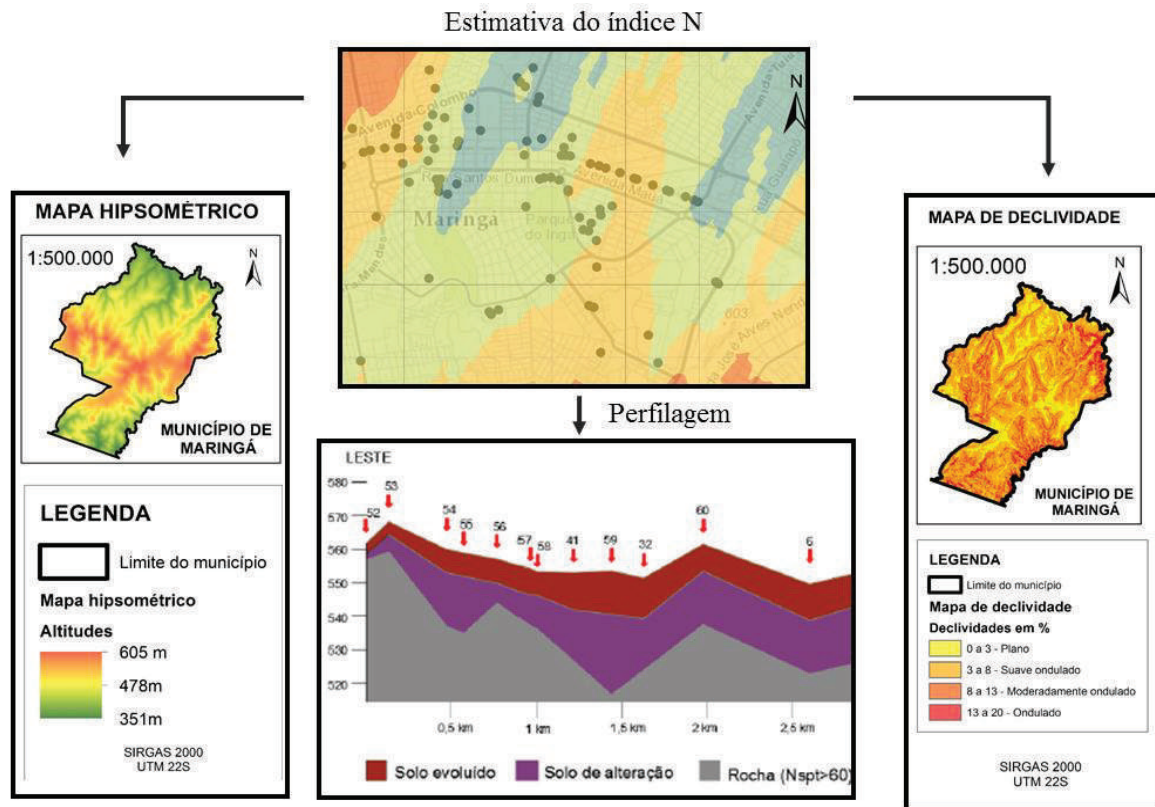 Estimativa do índice N
N
Avenida-Colombo
Avenida Mauá
Maringá
Parque
do Ingá
603
Perfilagem
MAPA HIPSOMÉTRICO
1:500.000
N
MUNICÍPIO DE
MARINGÁ
LEGENDA
Limite do município
Mapa hipsométrico
Altitudes
605 m
478m
351m
SIRGAS 2000
UTM 22S
LESTE
580
570
560
550
540
530
520
52
53
54
55
56
57
58
41
59
32
60
6
0,5 km
1 km
1,5 km
2 km
2,5
Solo evoluído
Solo de alteração
Rocha (Nspt>60)
MAPA DE DECLIVIDADE
1:500.000
N
MUNICÍPIO DE
MARINGÁ
LEGENDA
Limite do município
Mapa de declividade
Declividades em %
0 a 3 - Plano
3 a 8 - Suave ondulado
8 a 13 - Moderadamente ondulado
13 a 20 - Ondulado
SIRGAS 2000
UTM 22S